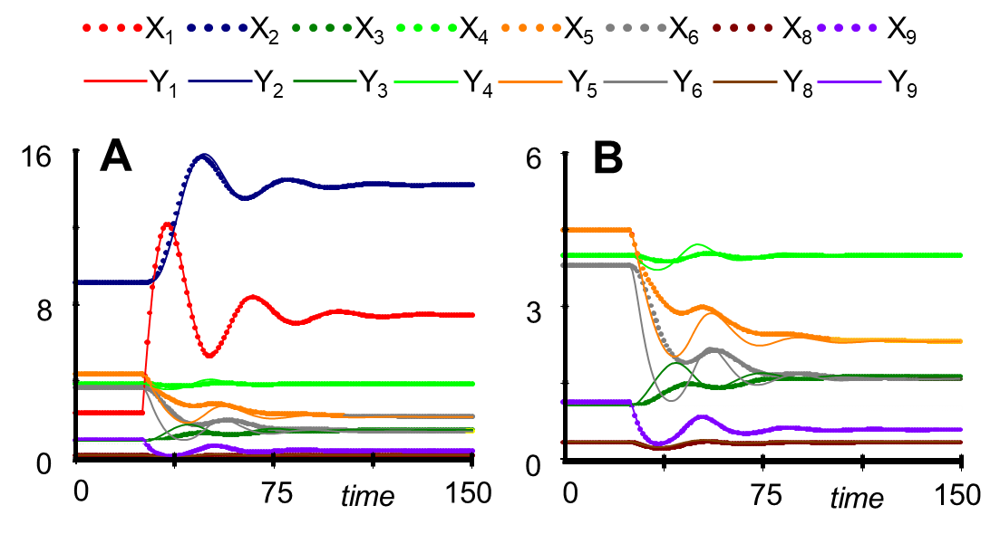 X₁ X₂ X₃ X₄ X₅ X₆ X₈ X₉
Y₁ Y₂ Y₃ Y₄ Y₅ Y₆ Y₈ Y₉
A
16
8
0
0 75 time 150
B
6
3
0
0 75 time 150